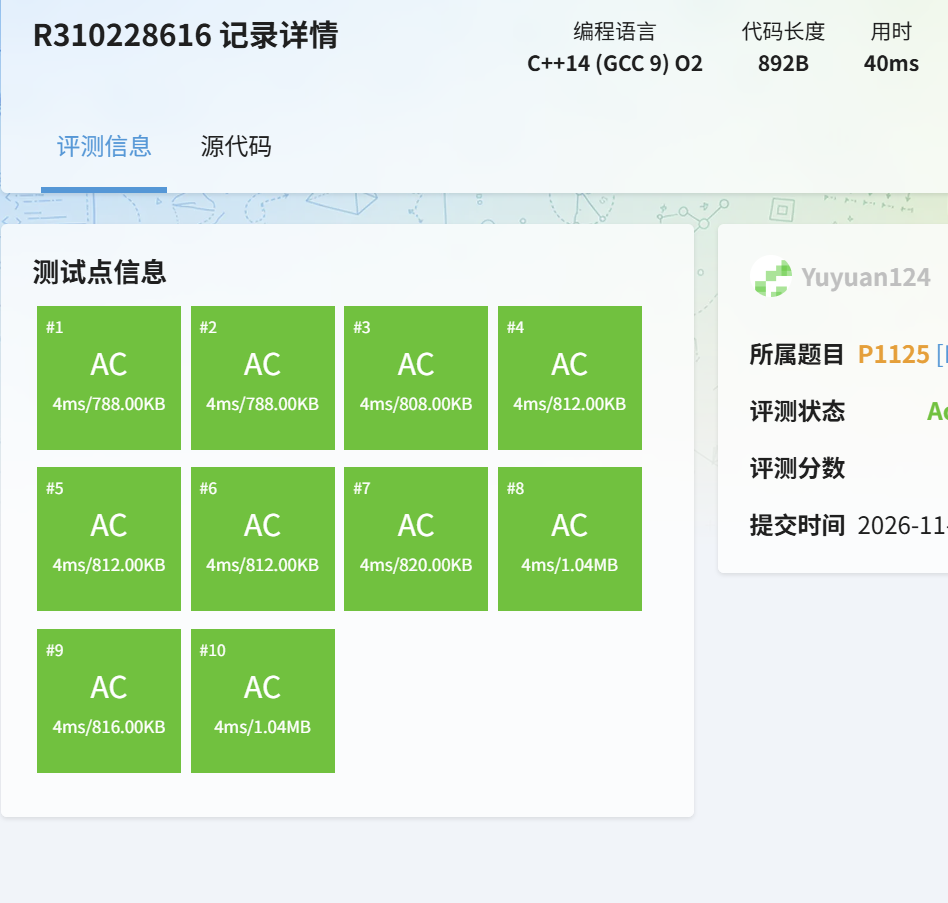 R310228616 记录详情
编程语言
C++14 (GCC 9) O2
代码长度
892B
用时
40ms
评测信息
源代码
测试点信息
#1
AC
4ms/788.00KB
#2
AC
4ms/788.00KB
#3
AC
4ms/808.00KB
#4
AC
4ms/812.00KB
#5
AC
4ms/812.00KB
#6
AC
4ms/812.00KB
#7
AC
4ms/820.00KB
#8
AC
4ms/1.04MB
#9
AC
4ms/816.00KB
#10
AC
4ms/1.04MB
Yuyuan124
所属题目 P1125 [
评测状态
评测分数
提交时间 2026-11-